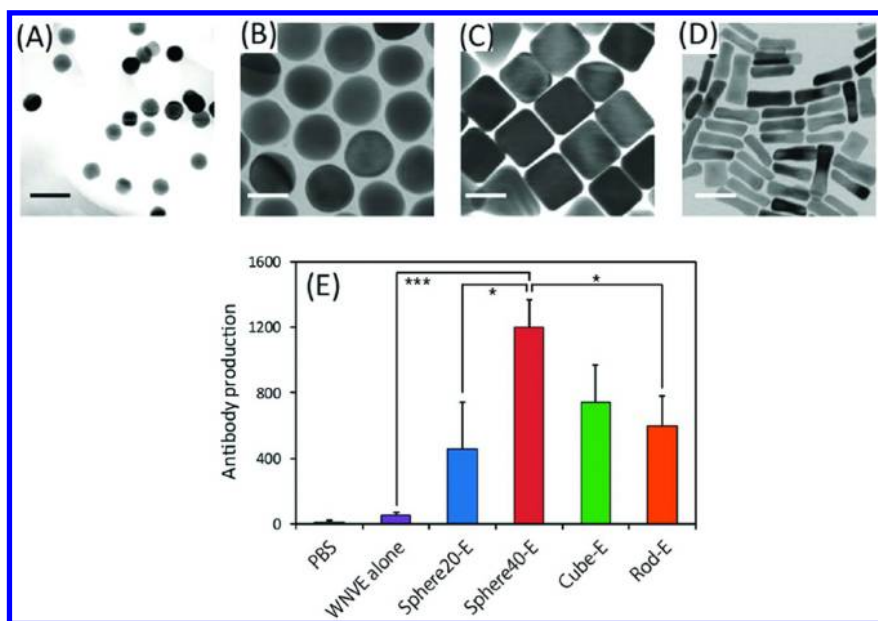 (A)
(B)
(C)
(D)
(E)
1600
1200
800
400
0
Antibody production
***
*
*
PBS
WNVE alone
Sphere20-E
Sphere40-E
Cube-E
Rod-E